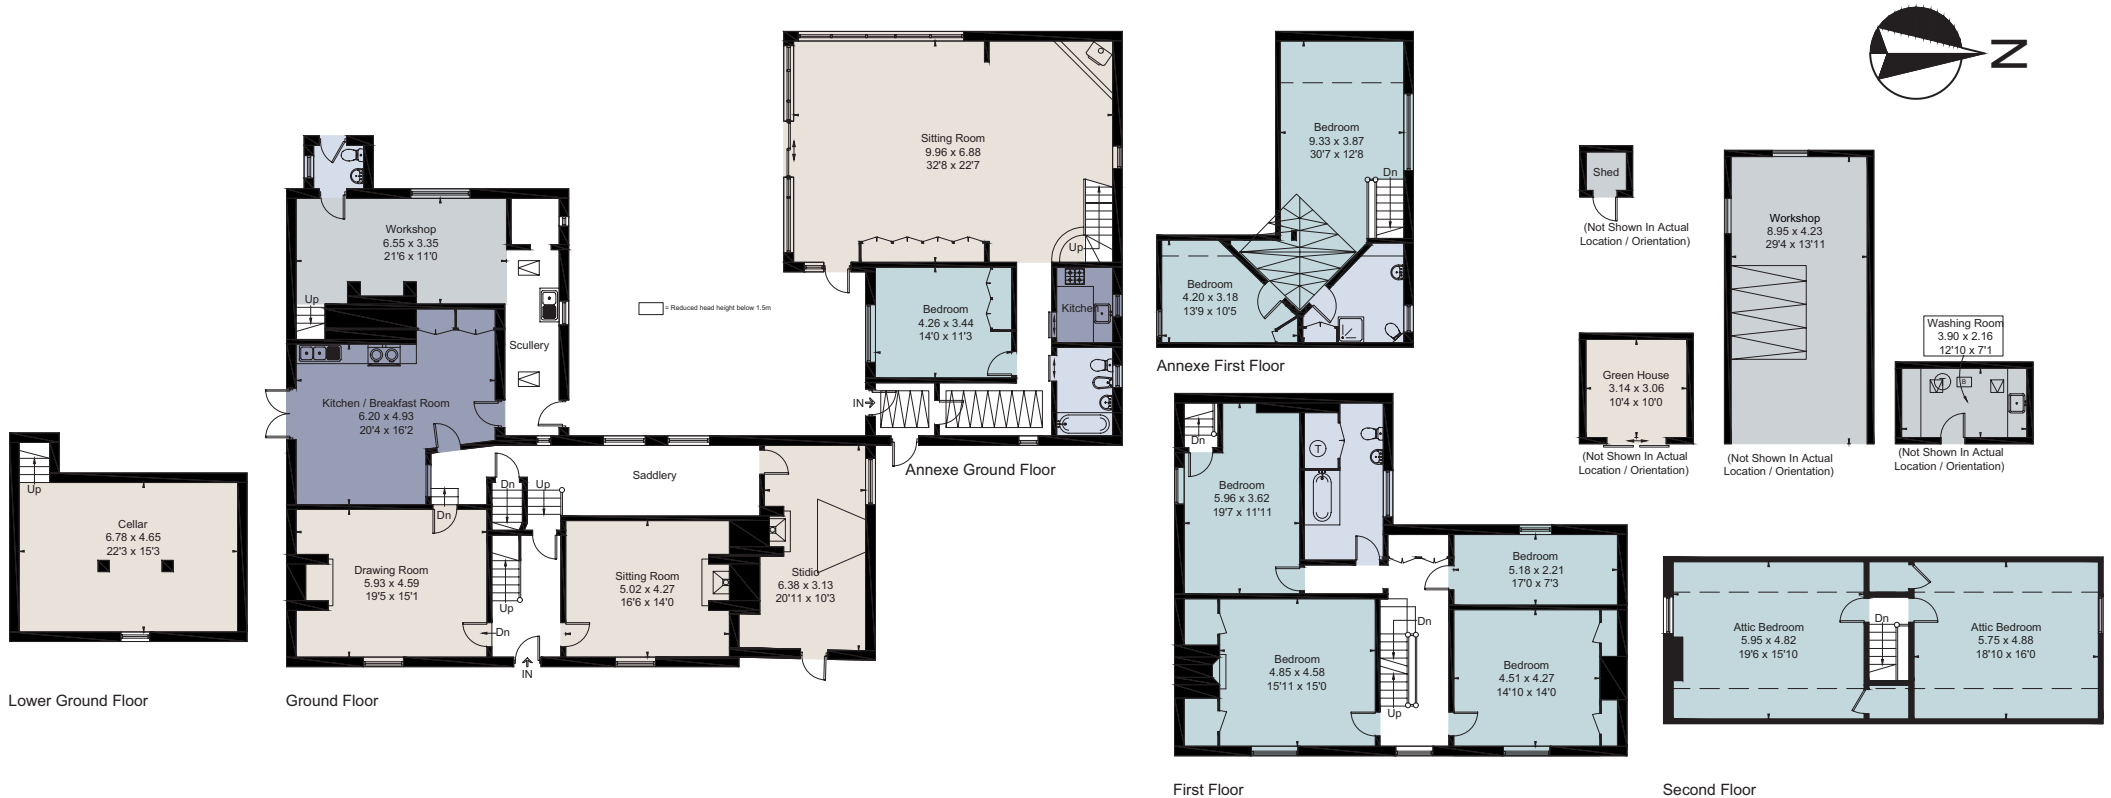 N
Sitting Room
9.96 x 6.88
32'8 x 22'7
Up
Workshop
6.55 x 3.35
21'6 x 11'0
Up
= Reduced head height below 1.5m
Scullery
Bedroom
4.26 x 3.44
14'0 x 11'3
Kitchen
IN
Annexe Ground Floor
Kitchen / Breakfast Room
6.20 x 4.93
20'4 x 16'2
Saddlery
Dn
Up
Dn
Up
Cellar
6.78 x 4.65
22'3 x 15'3
Lower Ground Floor
Drawing Room
5.93 x 4.59
19'5 x 15'1
Up
Dn
IN
Sitting Room
5.02 x 4.27
16'6 x 14'0
Stidio
6.38 x 3.13
20'11 x 10'3
Ground Floor
Bedroom
9.33 x 3.87
30'7 x 12'8
Dn
Bedroom
4.20 x 3.18
13'9 x 10'5
Annexe First Floor
Dn
Bedroom
5.96 x 3.62
19'7 x 11'11
T
Bedroom
5.18 x 2.21
17'0 x 7'3
Dn
Bedroom
4.85 x 4.58
15'11 x 15'0
Up
Bedroom
4.51 x 4.27
14'10 x 14'0
First Floor
Shed
(Not Shown In Actual
Location / Orientation)
Green House
3.14 x 3.06
10'4 x 10'0
(Not Shown In Actual
Location / Orientation)
Workshop
8.95 x 4.23
29'4 x 13'11
(Not Shown In Actual
Location / Orientation)
Washing Room
3.90 x 2.16
12'10 x 7'1
T
B
(Not Shown In Actual
Location / Orientation)
Attic Bedroom
5.95 x 4.82
19'6 x 15'10
Dn
Attic Bedroom
5.75 x 4.88
18'10 x 16'0
Second Floor